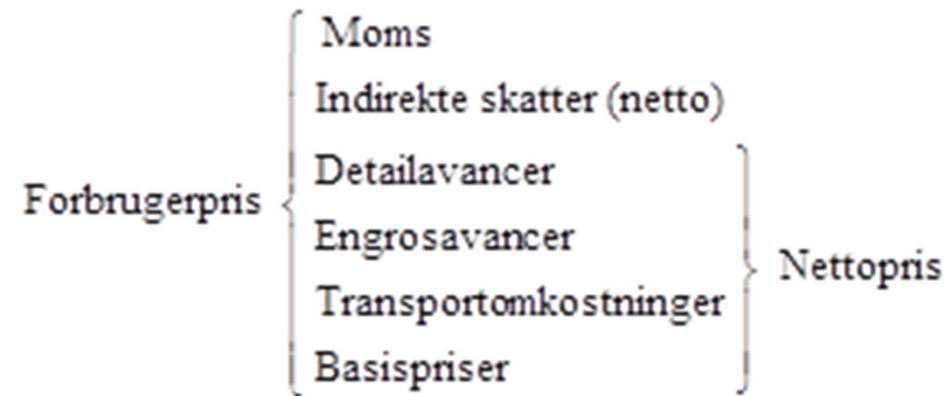 Moms
Indirekte skatter (netto)
Detailavancer
Forbrugerpris
Engrosavancer
Nettopris
Transportomkostninger
Basispriser